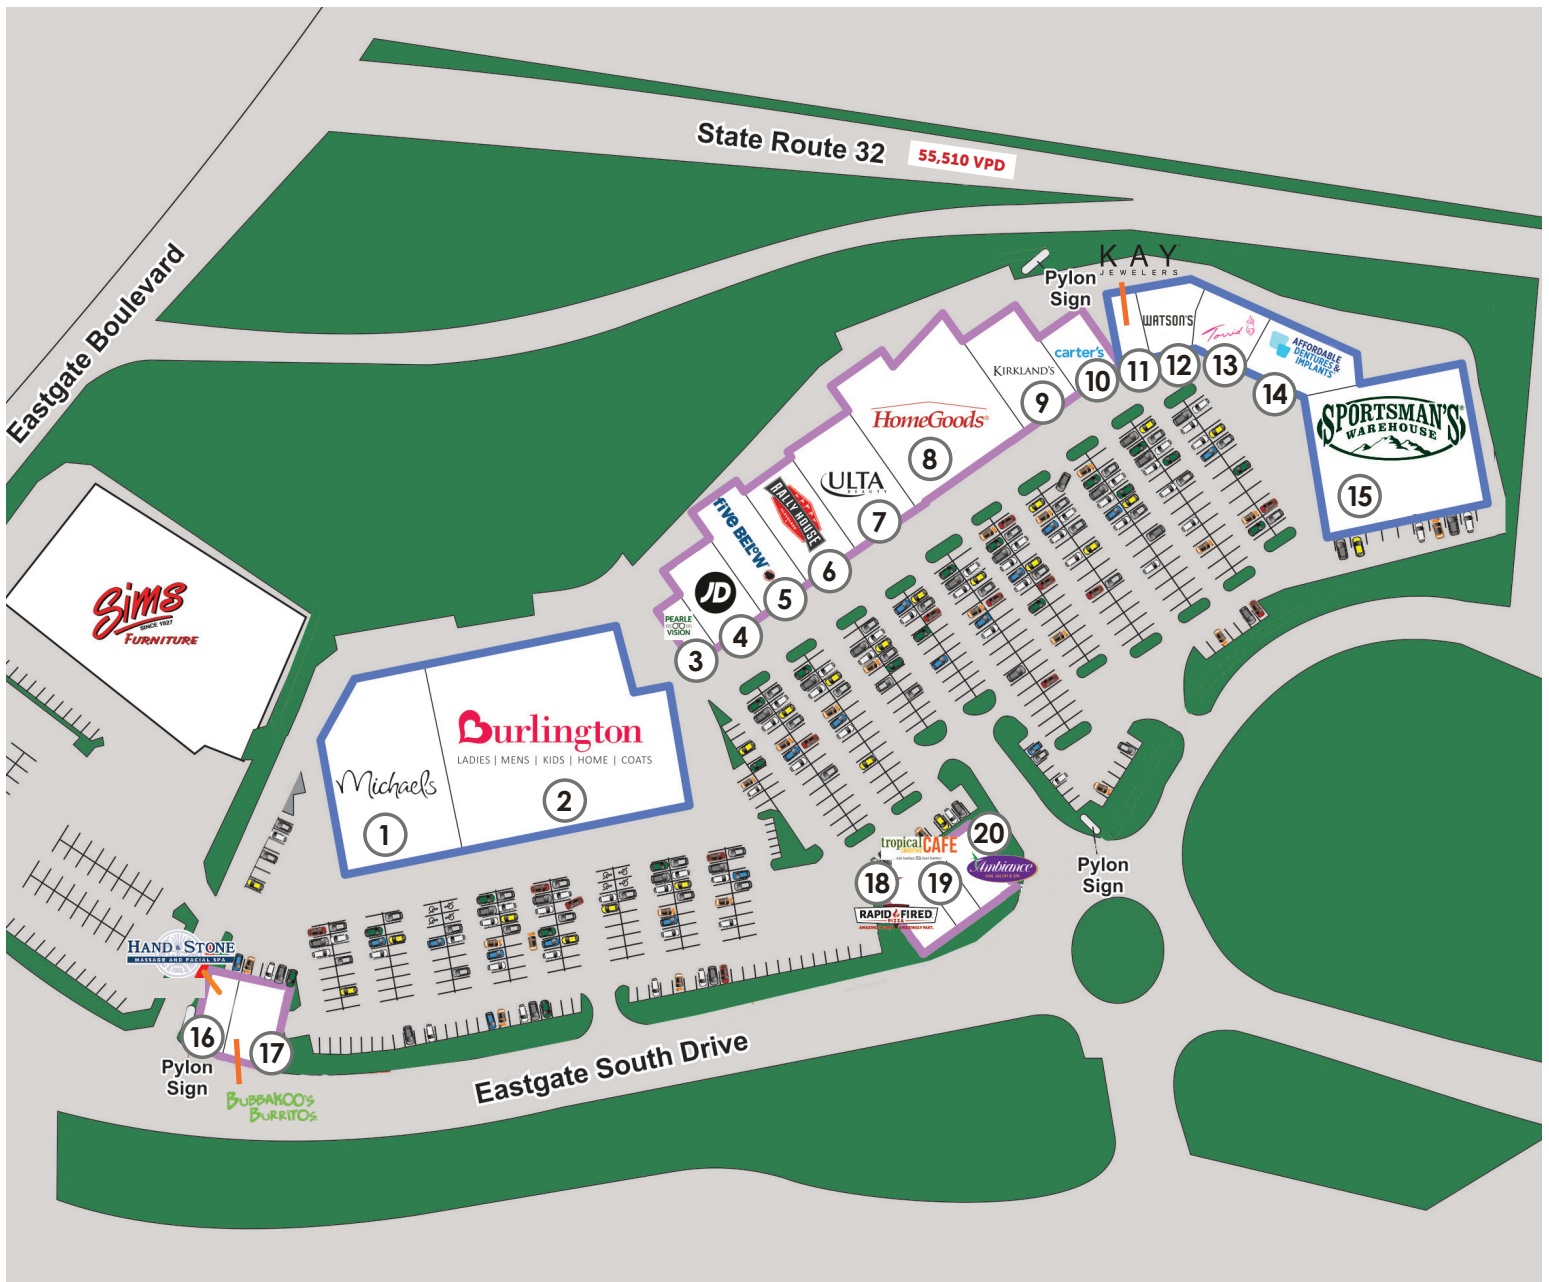 State Route 32
55,510 VPD
Eastgate Boulevard
KAY
JEWELERS
Pylon
Sign
WATSON'S
Torrid
AFFORDABLE
DENTURES &
IMPLANTS
carter's
KIRKLAND'S
10
11
12
13
14
9
SPORTSMAN'S
WAREHOUSE
15
HomeGoods
8
ULTA
BEAUTY
7
RALLY HOUSE
6
five BEL°W
5
JD
4
PEARLE
VISION
3
Sims
SINCE 1927
FURNITURE
Burlington
LADIES | MENS | KIDS | HOME | COATS
2
Michaels
1
20
tropical
SMOOTHIE
CAFE
Ambiance
18
19
RAPID FIRED
PIZZA
Pylon
Sign
HAND & STONE
MASSAGE AND FACIAL SPA
16
17
Pylon
Sign
BUBBAKOO'S
BURRITOS
Eastgate South Drive